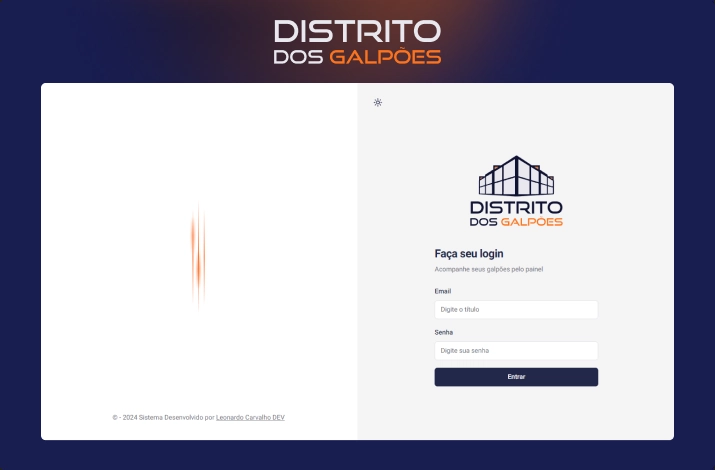 DISTRITO
DOS GALPÕES
DISTRITO
DOS GALPÕES
Faça seu login
Acompanhe seus galpões pelo painel
Email
Digite o título
Senha
Digite sua senha
Entrar
© - 2024 Sistema Desenvolvido por Leonardo Carvalho DEV